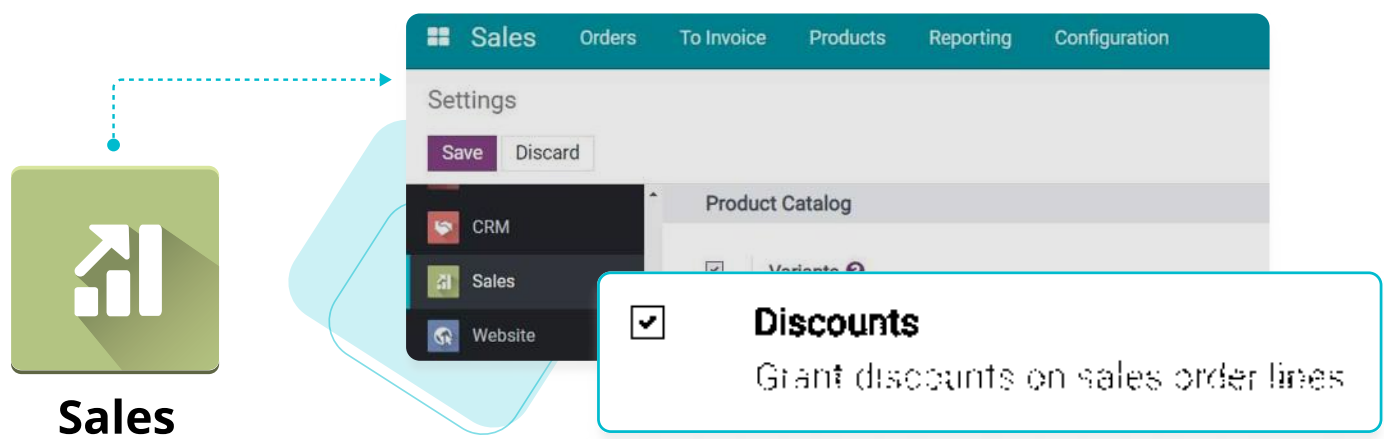 Sales Orders To Invoice Products Reporting Configuration
Settings
Save Discard
Product Catalog
CRM
Variants
Sales
Website
Discounts
Grant discounts on sales order lines
Sales